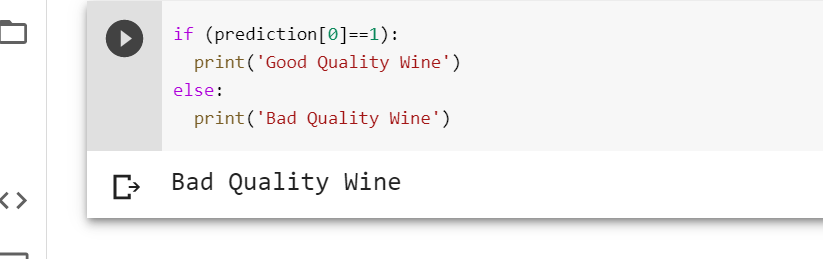 if (prediction[0]==1):
  print('Good Quality Wine')
else:
  print('Bad Quality Wine')
Bad Quality Wine